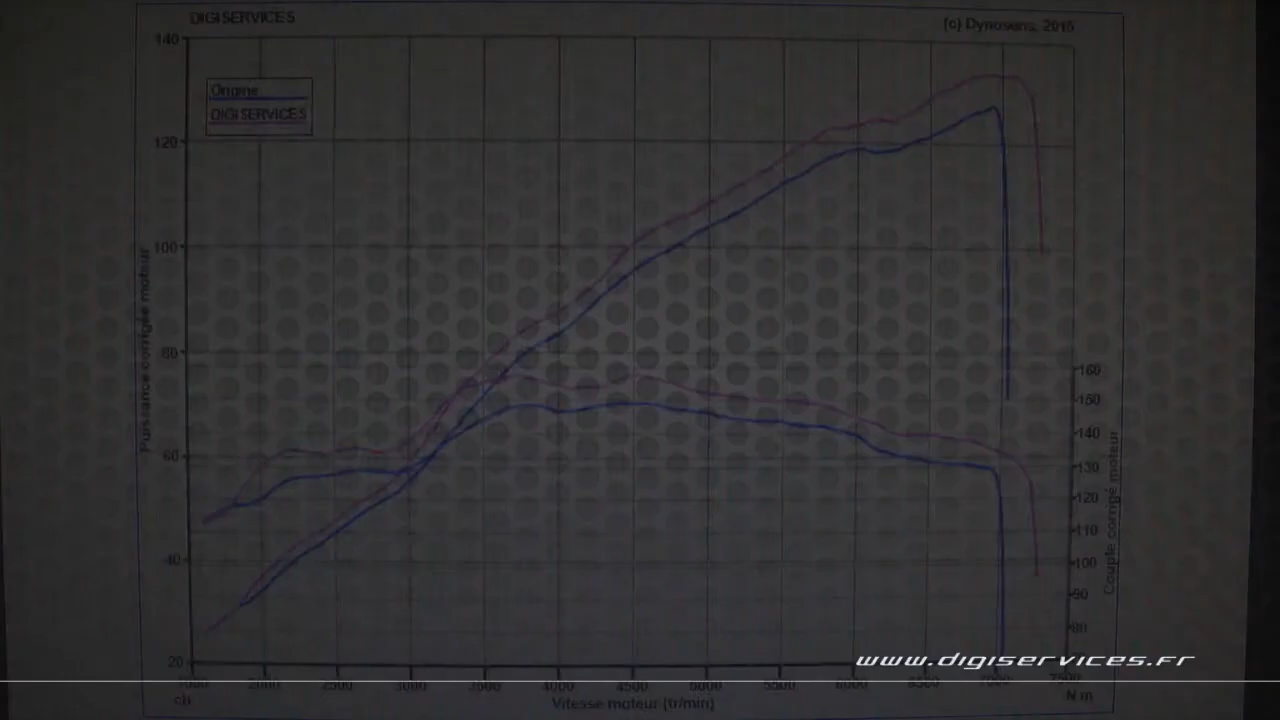 DIGISERVICES
(c) Dynosens, 2015
140
Origine
DIGISERVICES
120
100
80
60
40
20
Puissance corrigée moteur
160
150
140
130
120
110
100
90
80
Couple corrigé moteur
www.digiservices.fr
1000 2000 2500 3000 3500 4000 4500 5000 5500 6000 6500 7000 7500
ch
Vitesse moteur (tr/min)
N m